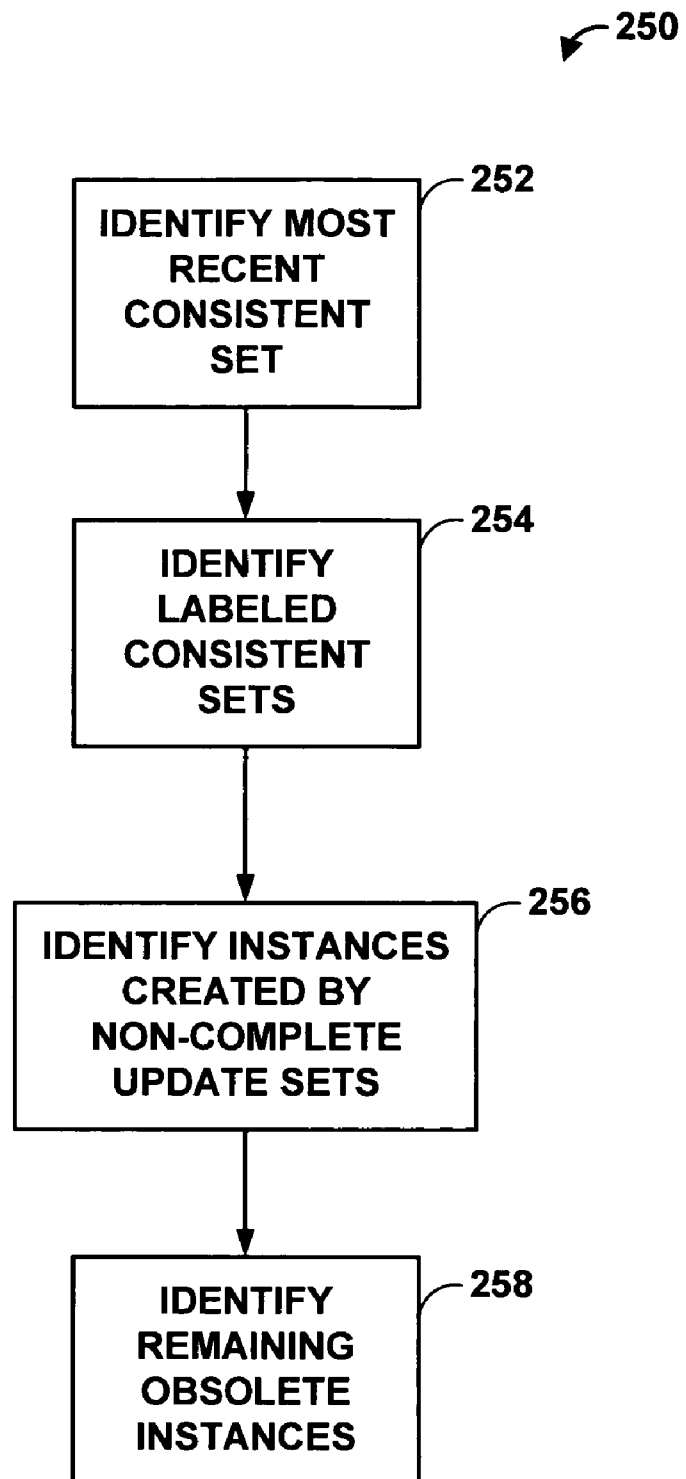 250
252
IDENTIFY MOST
RECENT
CONSISTENT
SET
254
IDENTIFY
LABELED
CONSISTENT
SETS
256
IDENTIFY INSTANCES
CREATED BY
NON-COMPLETE
UPDATE SETS
258
IDENTIFY
REMAINING
OBSOLETE
INSTANCES